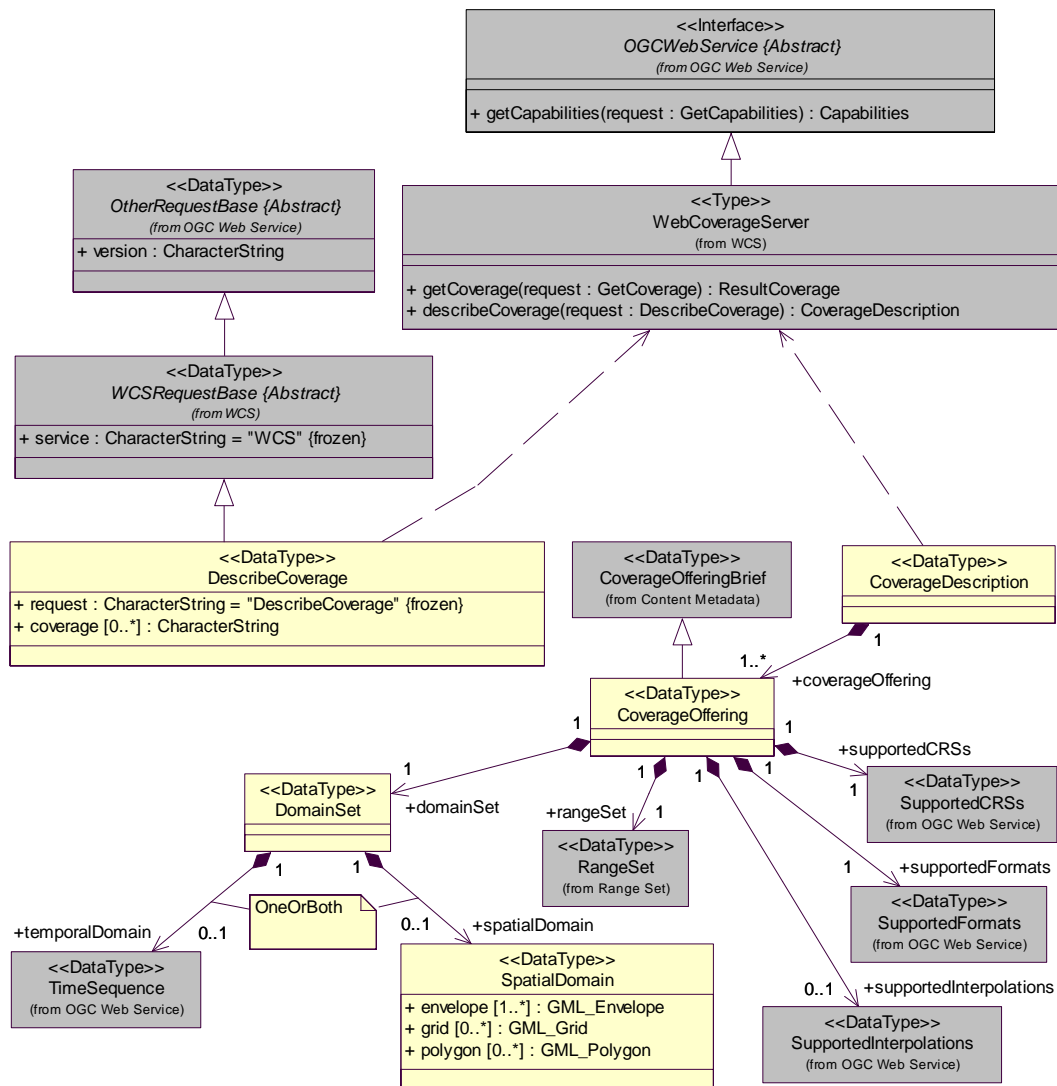 <<Interface>>
OGCWebService {Abstract}
(from OGC Web Service)
+ getCapabilities(request : GetCapabilities) : Capabilities
<<DataType>>
OtherRequestBase {Abstract}
(from OGC Web Service)
+ version : CharacterString
<<Type>>
WebCoverageServer
(from WCS)
+ getCoverage(request : GetCoverage) : ResultCoverage
+ describeCoverage(request : DescribeCoverage) : CoverageDescription
<<DataType>>
WCSRequestBase {Abstract}
(from WCS)
+ service : CharacterString = "WCS" {frozen}
<<DataType>>
DescribeCoverage
+ request : CharacterString = "DescribeCoverage" {frozen}
+ coverage [0..*] : CharacterString
<<DataType>>
CoverageOfferingBrief
(from Content Metadata)
<<DataType>>
CoverageDescription
1
1..*
+coverageOffering
<<DataType>>
CoverageOffering
1
1
1
1
1
1
+domainSet
<<DataType>>
DomainSet
+rangeSet
1
<<DataType>>
RangeSet
(from Range Set)
+supportedCRSs
1
<<DataType>>
SupportedCRSs
(from OGC Web Service)
1
+supportedFormats
<<DataType>>
SupportedFormats
(from OGC Web Service)
1
1
OneOrBoth
+temporalDomain
0..1
<<DataType>>
TimeSequence
(from OGC Web Service)
0..1
+spatialDomain
<<DataType>>
SpatialDomain
+ envelope [1..*] : GML_Envelope
+ grid [0..*] : GML_Grid
+ polygon [0..*] : GML_Polygon
0..1
+supportedInterpolations
<<DataType>>
SupportedInterpolations
(from OGC Web Service)